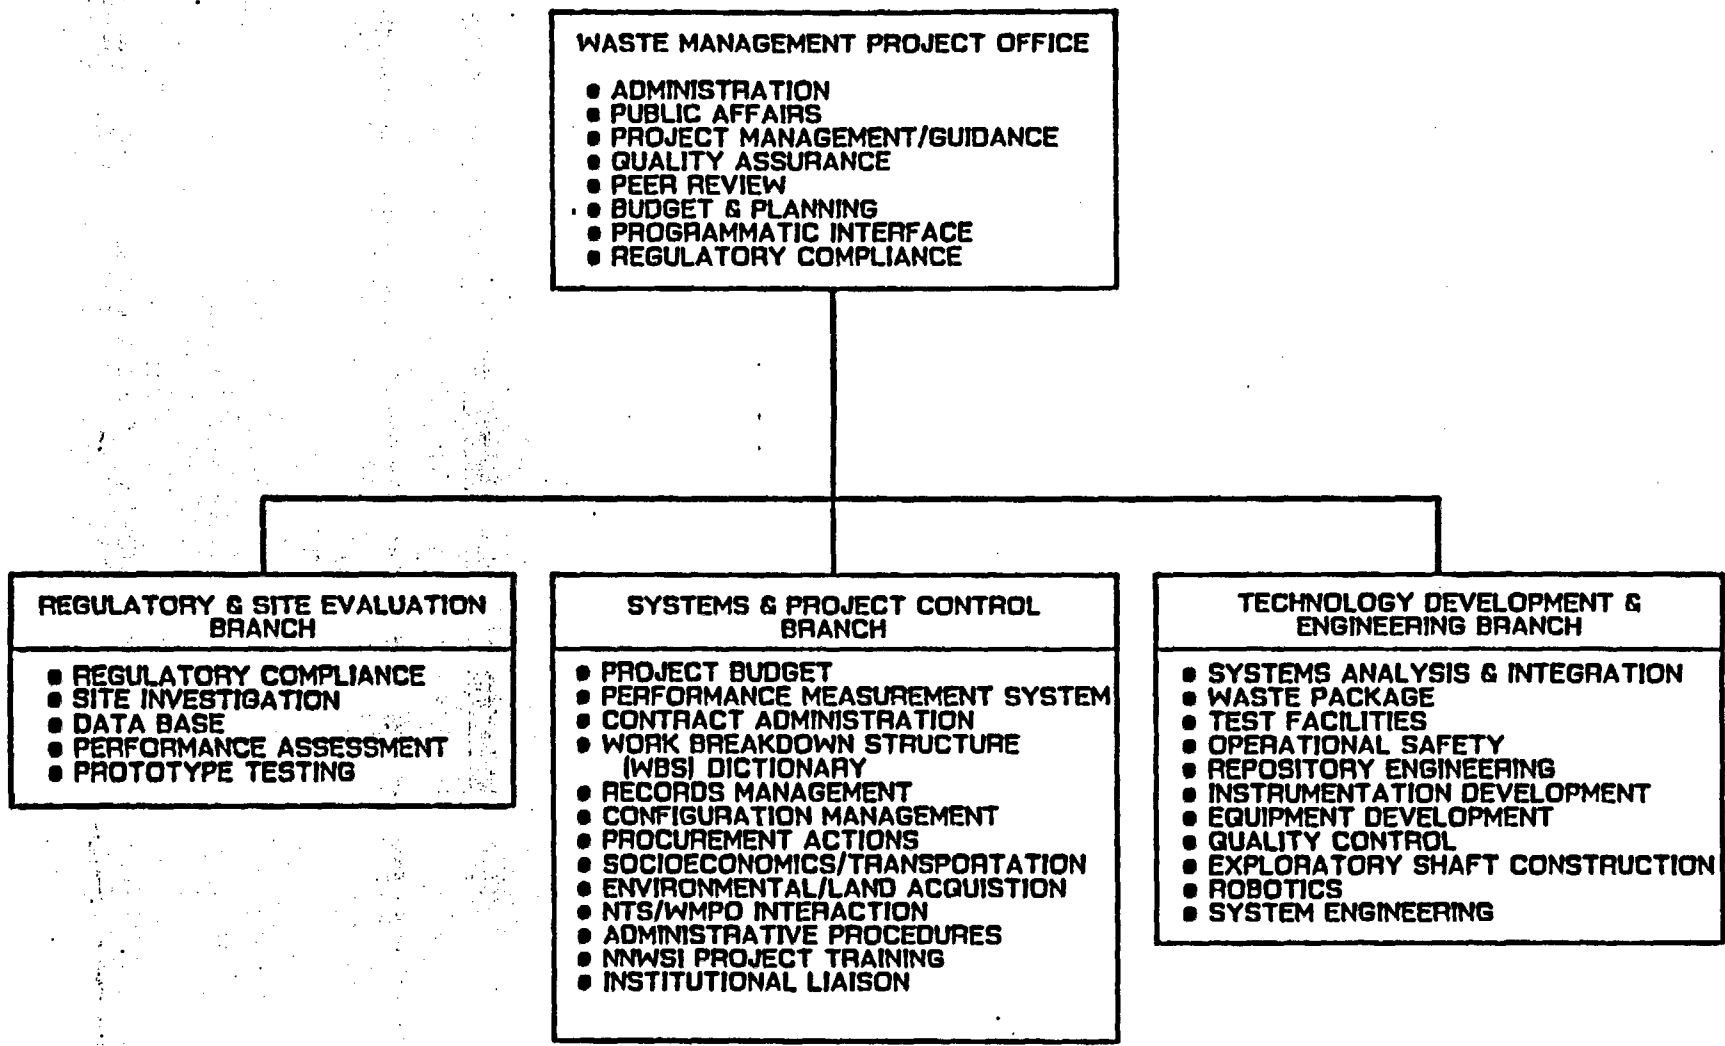 WASTE MANAGEMENT PROJECT OFFICE
● ADMINISTRATION
● PUBLIC AFFAIRS
● PROJECT MANAGEMENT/GUIDANCE
● QUALITY ASSURANCE
● PEER REVIEW
● BUDGET & PLANNING
● PROGRAMMATIC INTERFACE
● REGULATORY COMPLIANCE
REGULATORY & SITE EVALUATION
BRANCH
● REGULATORY COMPLIANCE
● SITE INVESTIGATION
● DATA BASE
● PERFORMANCE ASSESSMENT
● PROTOTYPE TESTING
SYSTEMS & PROJECT CONTROL
BRANCH
● PROJECT BUDGET
● PERFORMANCE MEASUREMENT SYSTEM
● CONTRACT ADMINISTRATION
● WORK BREAKDOWN STRUCTURE
(WBS) DICTIONARY
● RECORDS MANAGEMENT
● CONFIGURATION MANAGEMENT
● PROCUREMENT ACTIONS
● SOCIOECONOMICS/TRANSPORTATION
● ENVIRONMENTAL/LAND ACQUISTION
● NTS/WMPO INTERACTION
● ADMINISTRATIVE PROCEDURES
● NNWSI PROJECT TRAINING
● INSTITUTIONAL LIAISON
TECHNOLOGY DEVELOPMENT &
ENGINEERING BRANCH
● SYSTEMS ANALYSIS & INTEGRATION
● WASTE PACKAGE
● TEST FACILITIES
● OPERATIONAL SAFETY
● REPOSITORY ENGINEERING
● INSTRUMENTATION DEVELOPMENT
● EQUIPMENT DEVELOPMENT
● QUALITY CONTROL
● EXPLORATORY SHAFT CONSTRUCTION
● ROBOTICS
● SYSTEM ENGINEERING